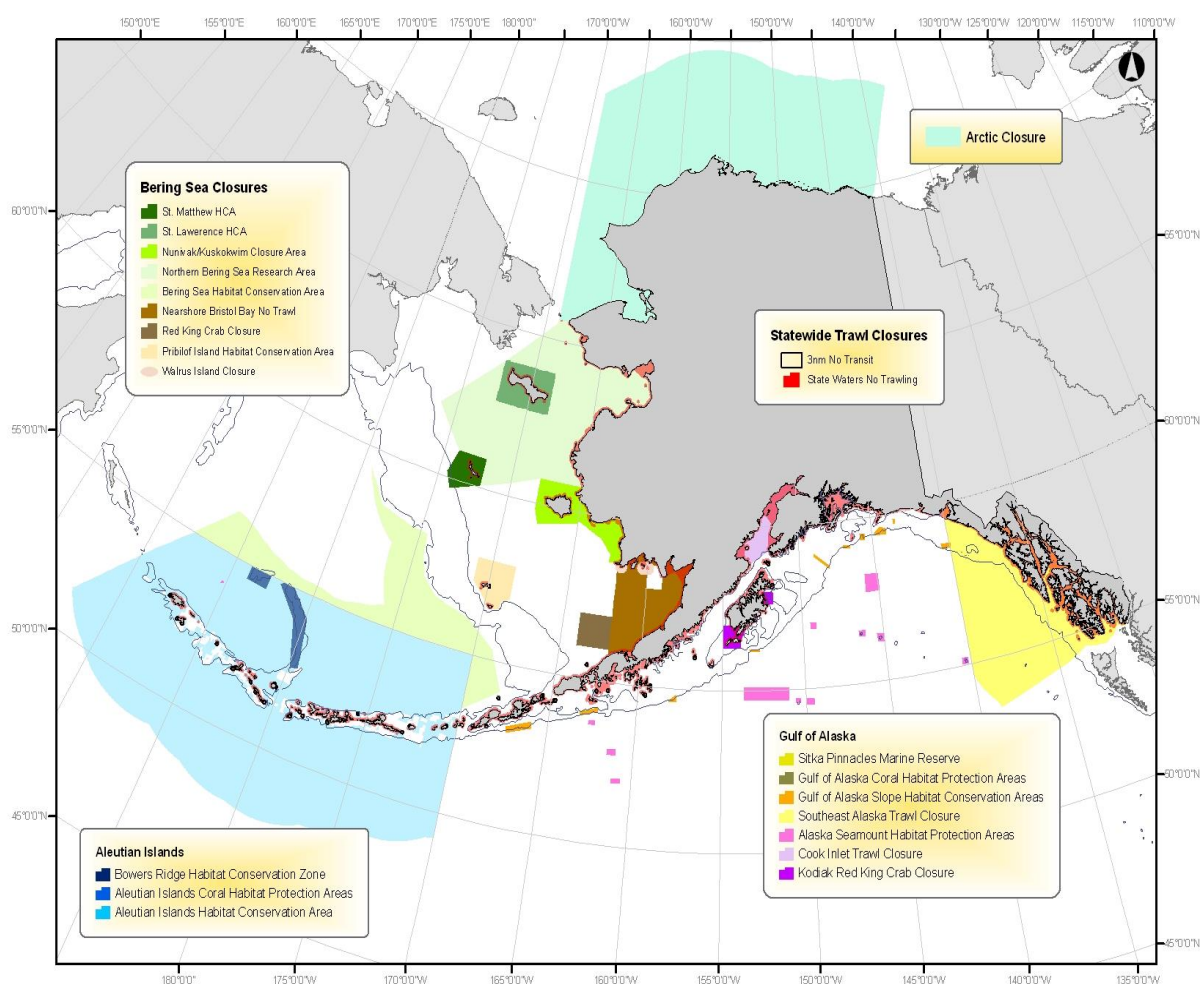 150°0'0"E 155°0'0"E 160°0'0"E 165°0'0"E 170°0'0"E 175°0'0"E 180°0'0" 170°0'0"W 160°0'0"W 150°0'0"W 140°0'0"W 130°0'0"W 125°0'0"W 120°0'0"W 115°0'0"W 110°0'0"W
Arctic Closure
Bering Sea Closures
St. Matthew HCA
St. Lawerence HCA
Nunivak/Kuskokwim Closure Area
Northern Bering Sea Research Area
Bering Sea Habitat Conservation Area
Nearshore Bristol Bay No Trawl
Red King Crab Closure
Pribilof Island Habitat Conservation Area
Walrus Island Closure
60°0'0"N
65°0'0"N
Statewide Trawl Closures
3nm No Transit
State Waters No Trawling
55°0'0"N
60°0'0"N
50°0'0"N
55°0'0"N
Gulf of Alaska
Sitka Pinnacles Marine Reserve
Gulf of Alaska Coral Habitat Protection Areas
Gulf of Alaska Slope Habitat Conservation Areas
Southeast Alaska Trawl Closure
Alaska Seamount Habitat Protection Areas
Cook Inlet Trawl Closure
Kodiak Red King Crab Closure
50°0'0"N
45°0'0"N
Aleutian Islands
Bowers Ridge Habitat Conservation Zone
Aleutian Islands Coral Habitat Protection Areas
Aleutian Islands Habitat Conservation Area
45°0'0"N
180°0'0" 175°0'0"W 170°0'0"W 165°0'0"W 160°0'0"W 155°0'0"W 150°0'0"W 145°0'0"W 140°0'0"W 135°0'0"W